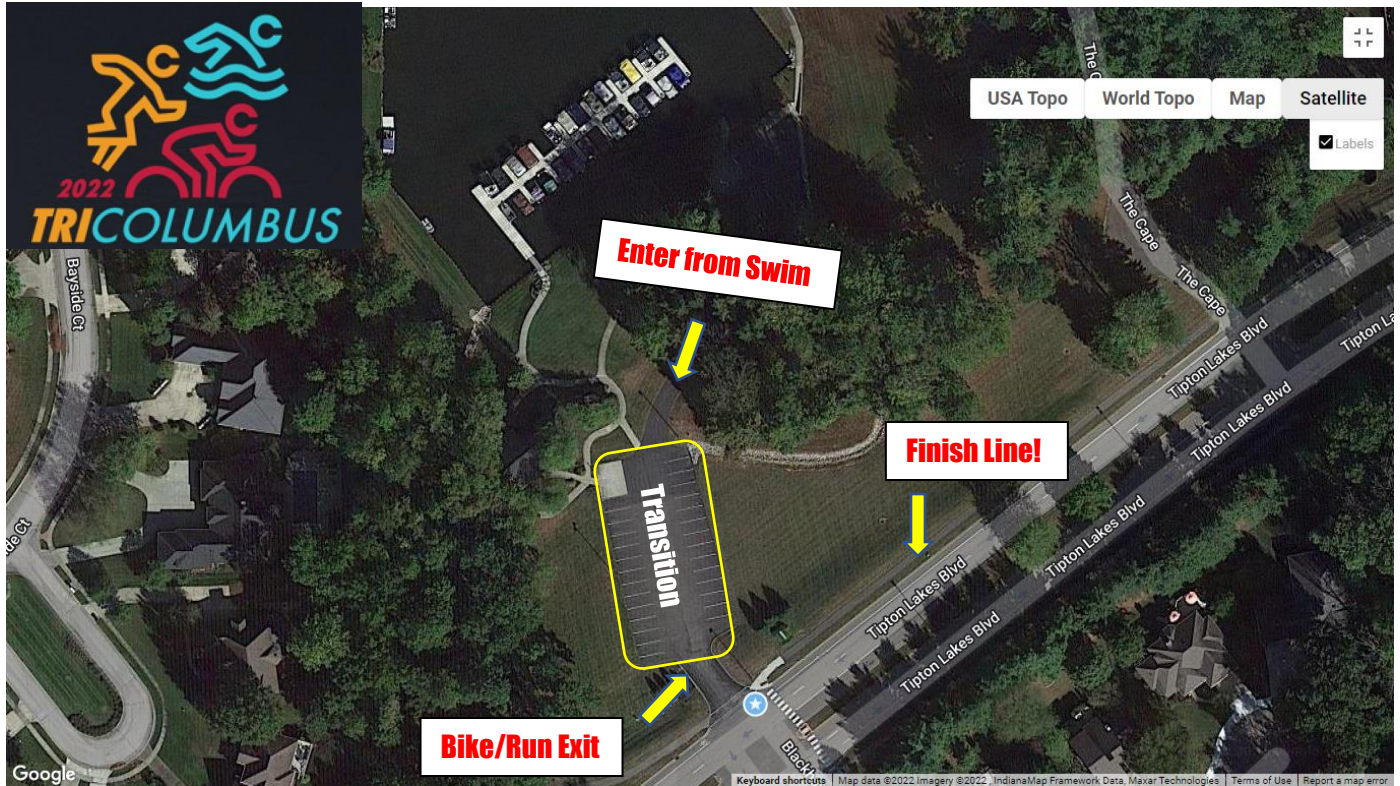 2022
TRICOLUMBUS
USA Topo
World Topo
Map
Satellite
Labels
The Cape
The Cape
Bayside Ct
Enter from Swim
Tipton Lakes Blvd
Tipton Lakes Blvd
Finish Line!
Transition
Tipton Lakes Blvd
Tipton Lakes Blvd
Tipton Lakes Blvd
Bike/Run Exit
Google
Keyboard shortcuts
Map data ©2022 Imagery ©2022 , IndianaMap Framework Data, Maxar Technologies
Terms of Use
Report a map error